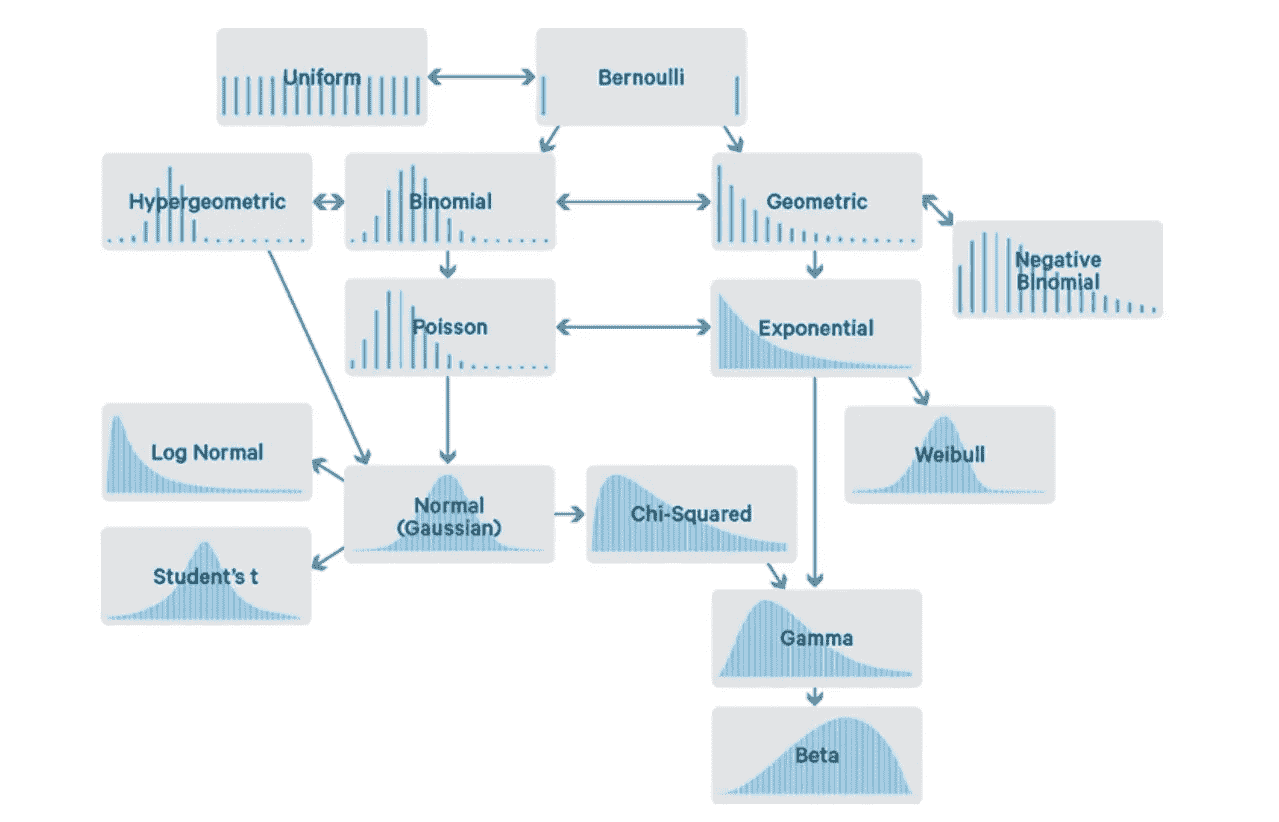 Uniform
Bernoulli
Hypergeometric
Binomial
Geometric
Negative
Binomial
Poisson
Exponential
Log Normal
Weibull
Normal
(Gaussian)
Chi-Squared
Student's t
Gamma
Beta